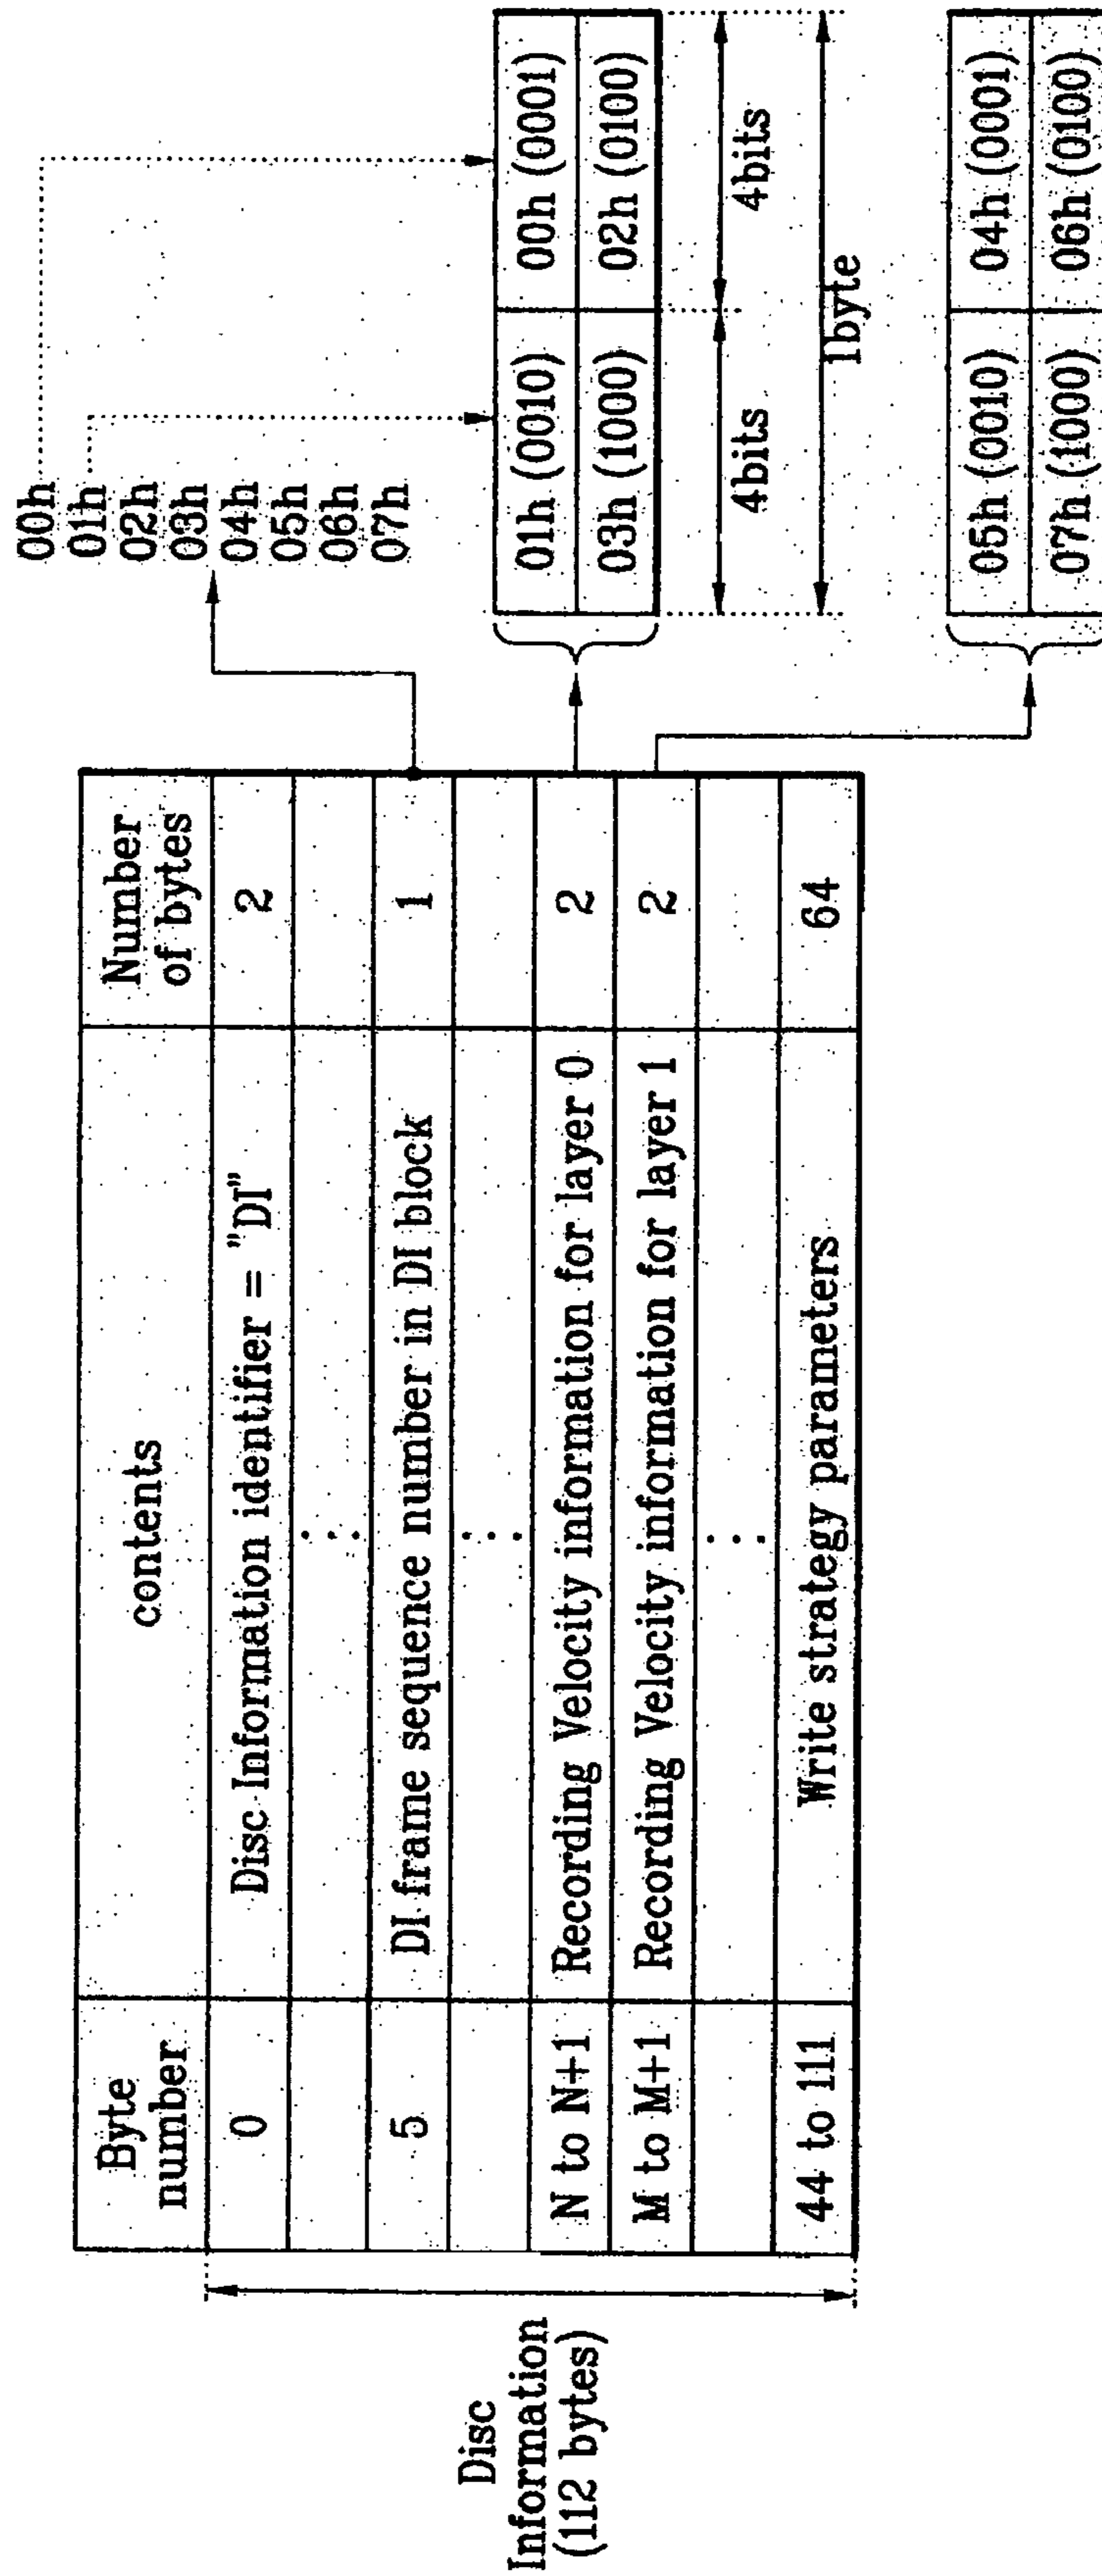 Disc
Information
(112 bytes)
Byte
number
contents
Number
of bytes
0
Disc Information identifier = "DI"
2
⋮
5
DI frame sequence number in DI block
1
⋮
N to N+1
Recording Velocity information for layer 0
2
M to M+1
Recording Velocity information for layer 1
2
⋮
44 to 111
Write strategy parameters
64
00h
01h
02h
03h
04h
05h
06h
07h
01h (0010)
00h (0001)
03h (1000)
02h (0100)
4bits
4bits
1byte
05h (0010)
04h (0001)
07h (1000)
06h (0100)